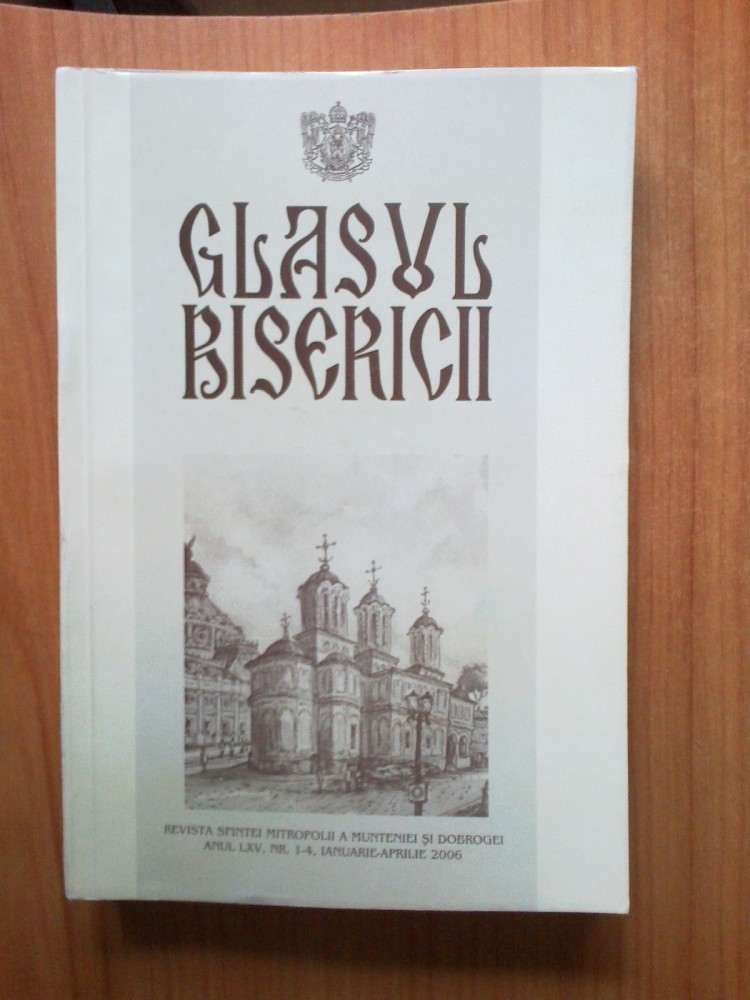 GLASUL
BISERICII
REVISTA SFINTEI MITROPOLII A MUNTENIEI ȘI DOBROGEI
ANUL LXV, NR. 1-4, IANUARIE-APRILIE 2006